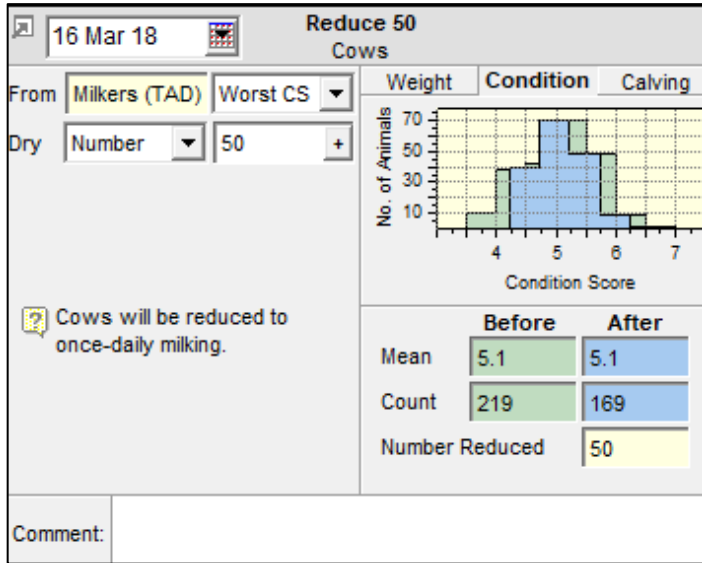 Reduce 50
16 Mar 18
Cows
From Milkers (TAD) Worst CS
Dry Number 50 +
? Cows will be reduced to
once-daily milking.
Weight Condition Calving
No. of Animals
70
50
30
10
4 5 6 7
Condition Score
Before After
Mean 5.1 5.1
Count 219 169
Number Reduced 50
Comment: